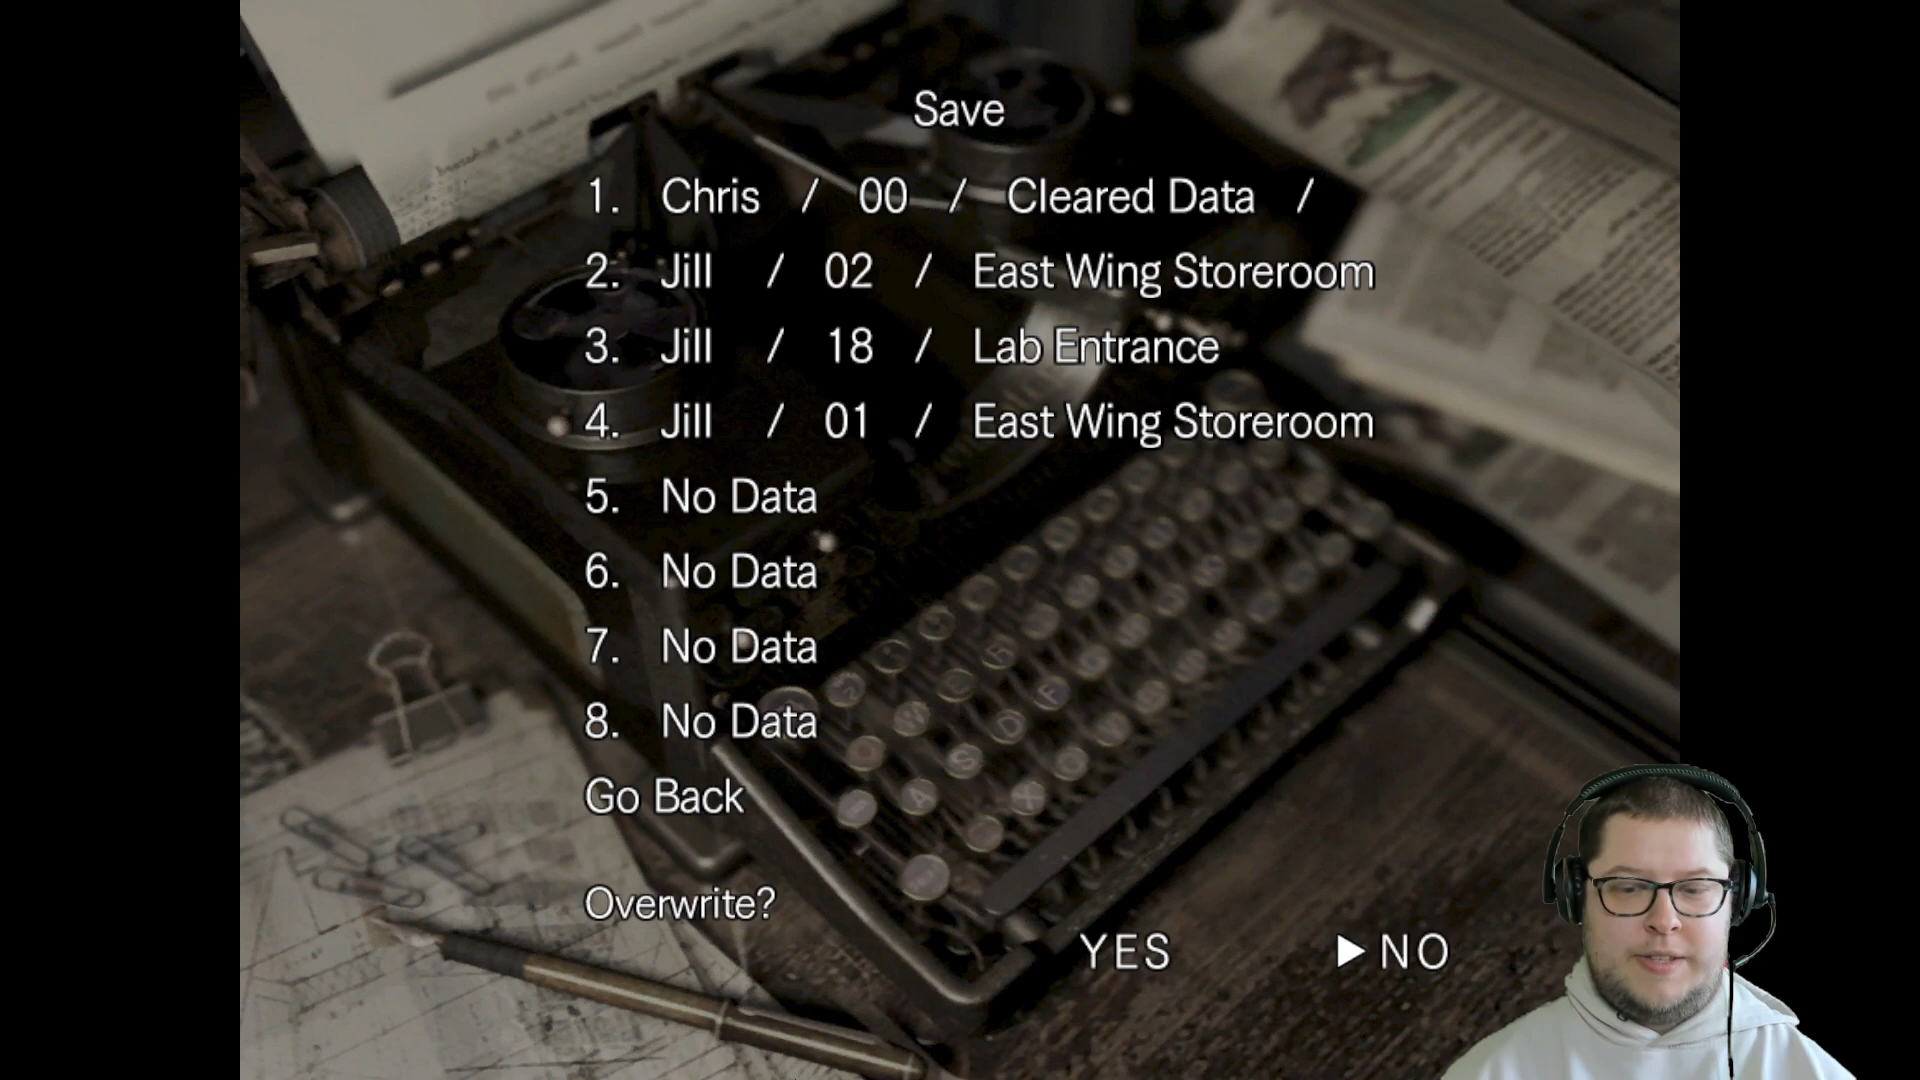 Save
1. Chris / 00 / Cleared Data /
2. Jill / 02 / East Wing Storeroom
3. Jill / 18 / Lab Entrance
4. Jill / 01 / East Wing Storeroom
5. No Data
6. No Data
7. No Data
8. No Data
Go Back
Overwrite?
YES ▶NO